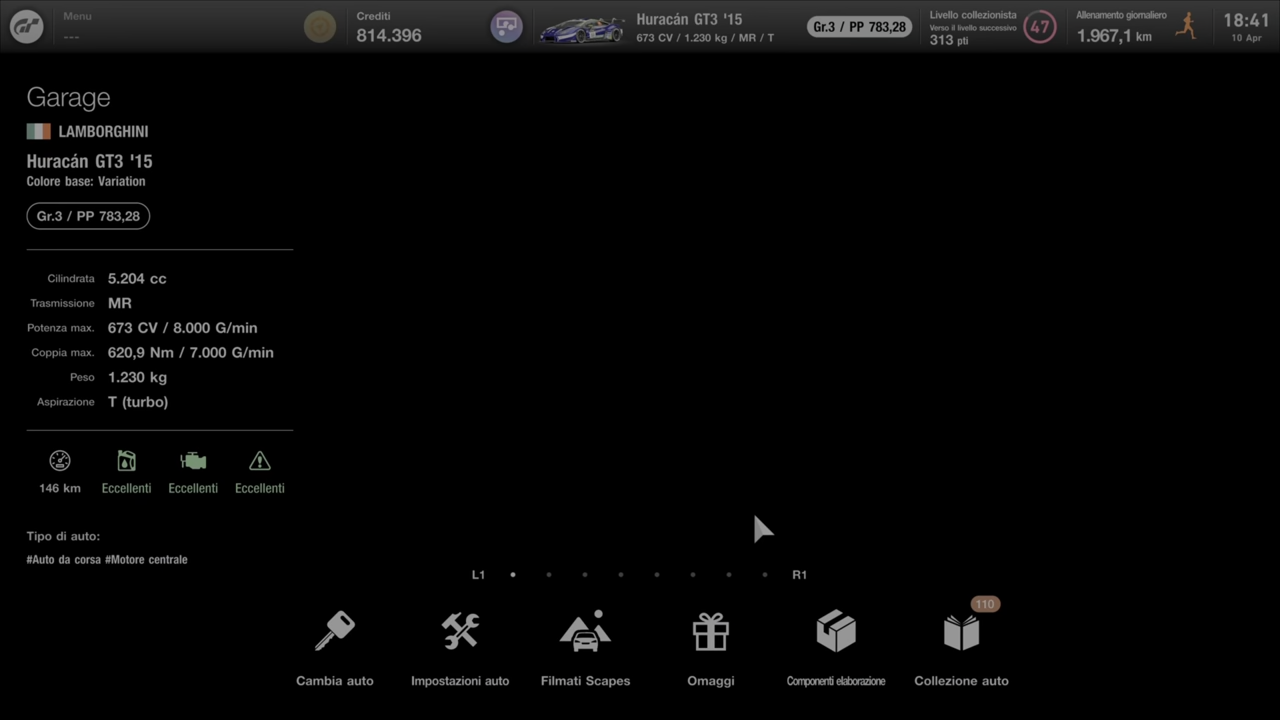 Menu
---
Crediti
814.396
Huracán GT3 '15
673 CV / 1.230 kg / MR / T
Gr.3 / PP 783,28
Livello collezionista
Verso il livello successivo
313 pti
47
Allenamento giornaliero
1.967,1 km
18:41
10 Apr
Garage
LAMBORGHINI
Huracán GT3 '15
Colore base: Variation
Gr.3 / PP 783,28
Cilindrata 5.204 cc
Trasmissione MR
Potenza max. 673 CV / 8.000 G/min
Coppia max. 620,9 Nm / 7.000 G/min
Peso 1.230 kg
Aspirazione T (turbo)
146 km Eccellenti Eccellenti Eccellenti
Tipo di auto:
#Auto da corsa #Motore centrale
L1 R1
110
Cambia auto Impostazioni auto Filmati Scapes Omaggi Componenti elaborazione Collezione auto